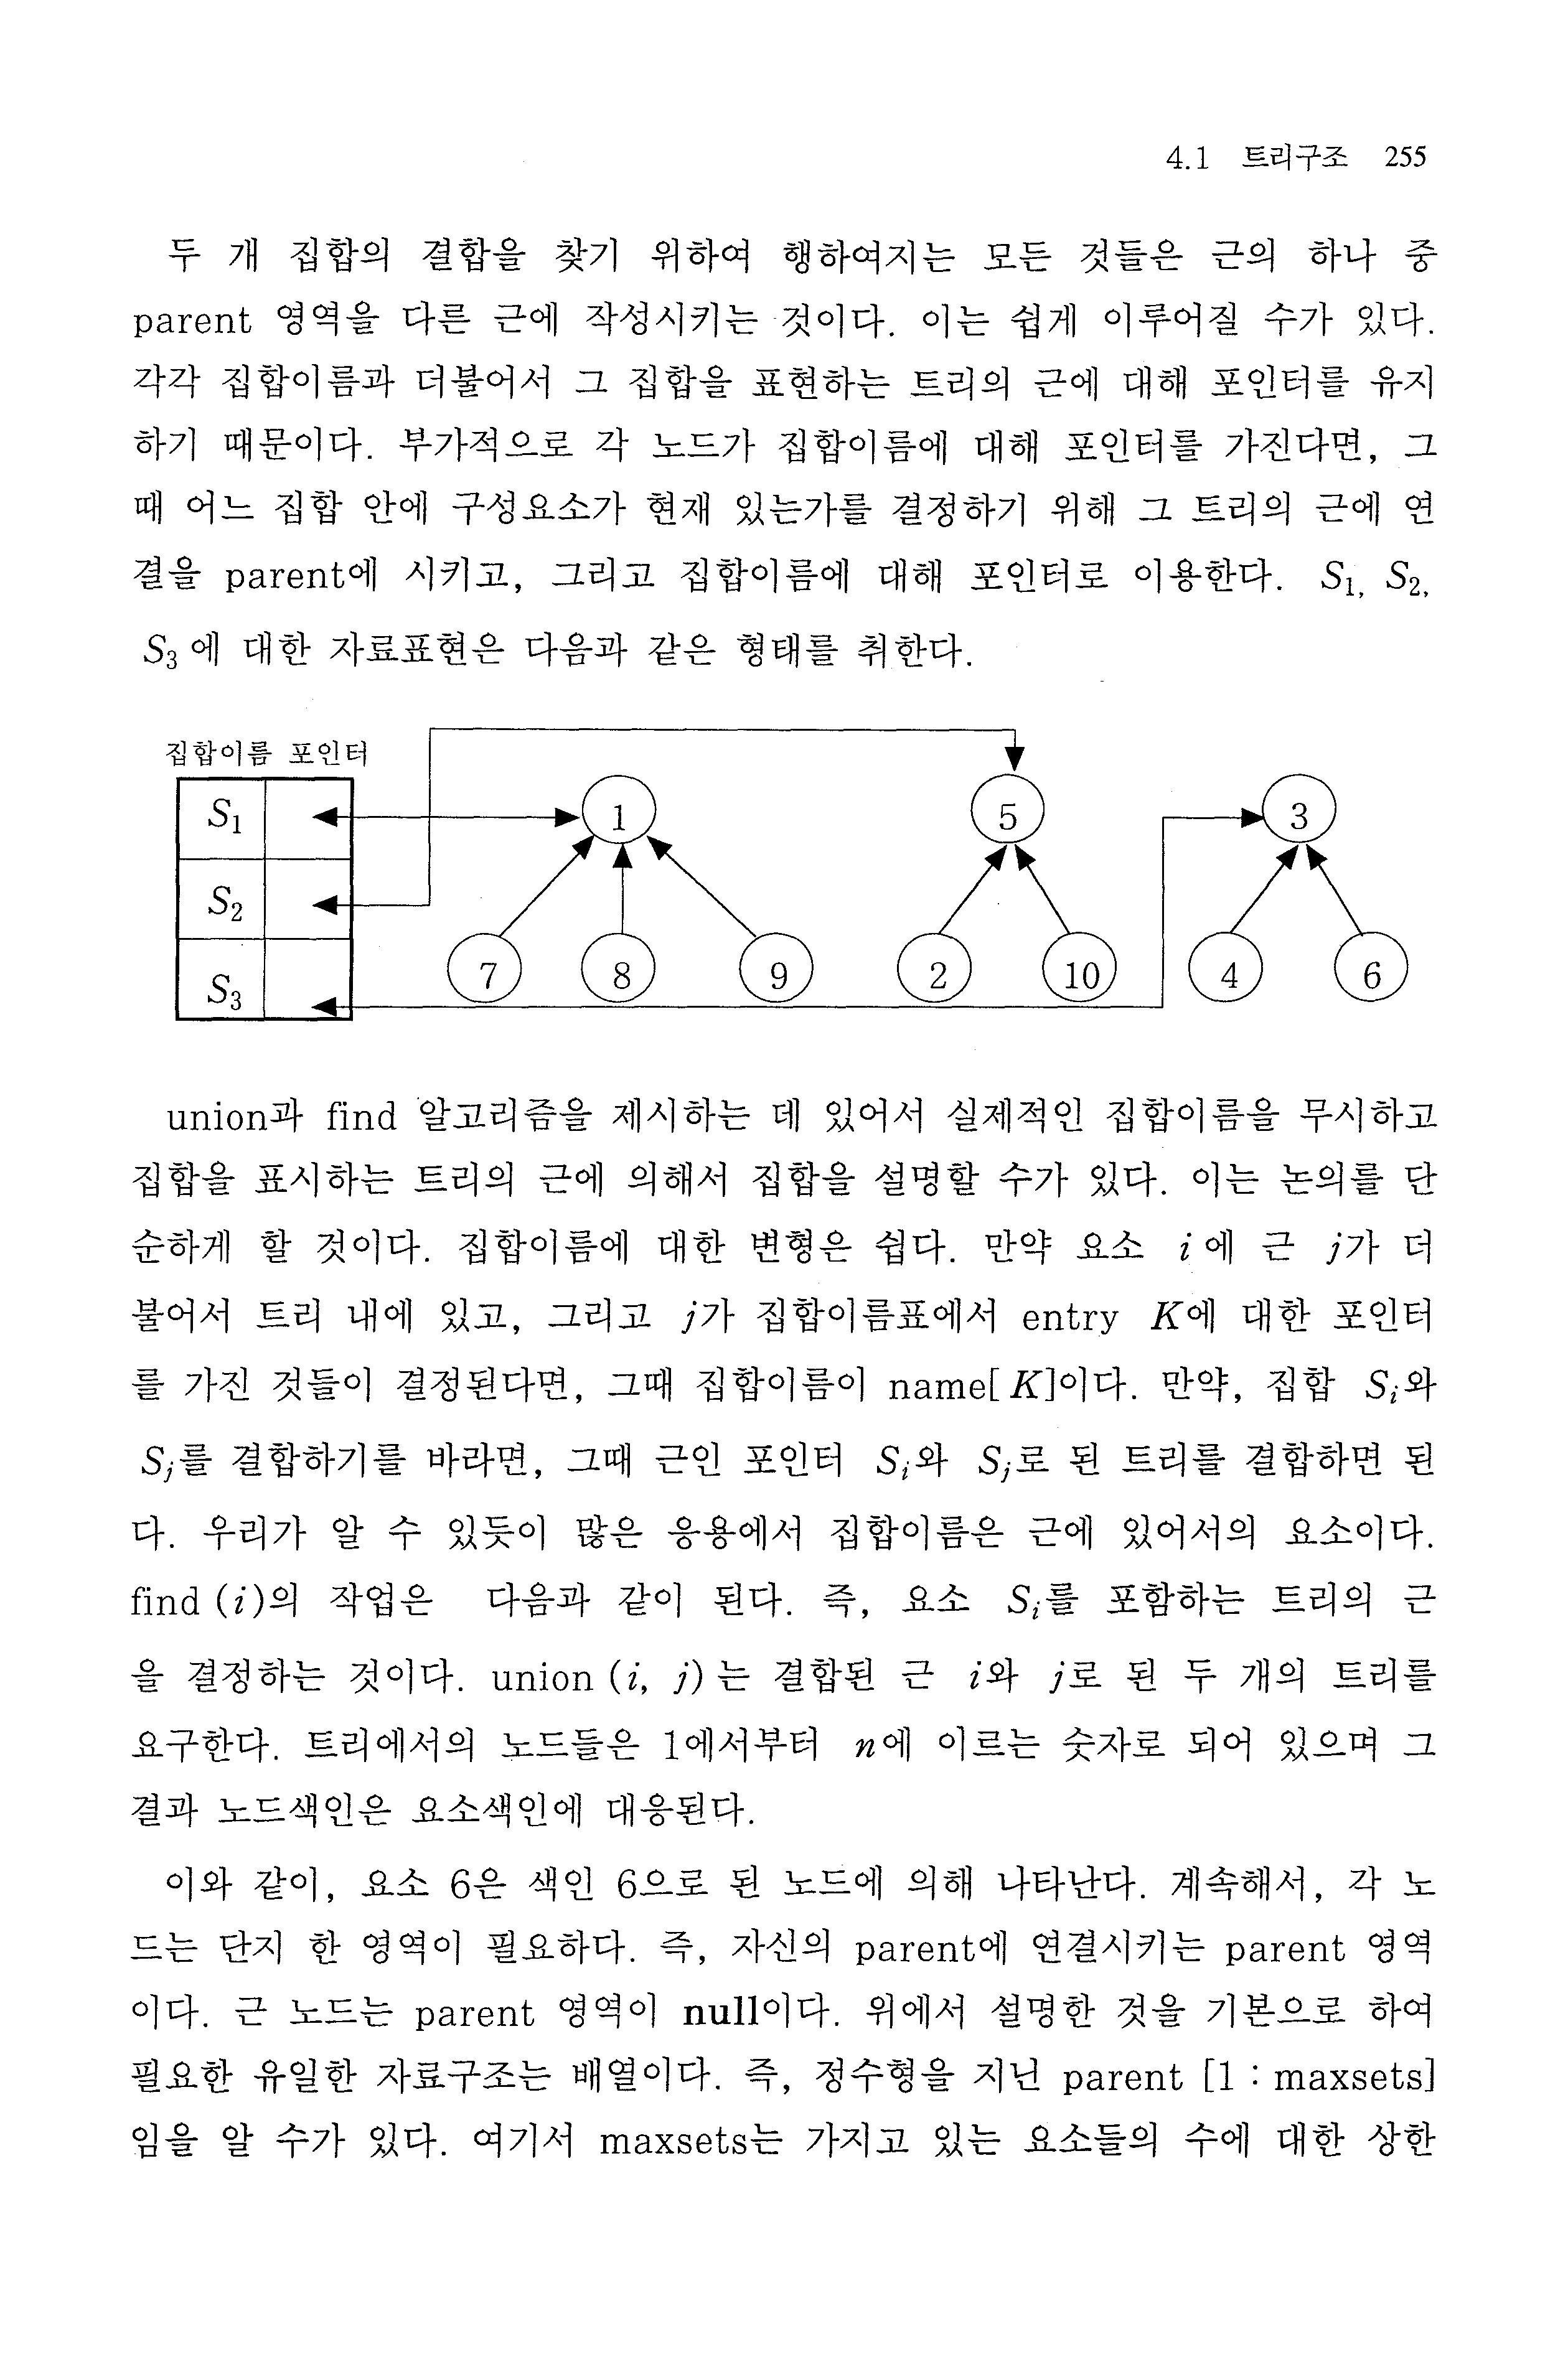 4.1 트리구조 255
두 개 집합의 결합을 찾기 위하여 행하여지는 모든 것들은 근의 하나 중
parent 영역을 다른 근에 작성시키는 것이다. 이는 쉽게 이루어질 수가 있다.
각각 집합이름과 더불어서 그 집합을 표현하는 트리의 근에 대해 포인터를 유지
하기 때문이다. 부가적으로 각 노드가 집합이름에 대해 포인터를 가진다면, 그
때 어느 집합 안에 구성요소가 현재 있는가를 결정하기 위해 그 트리의 근에 연
결을 parent에 시키고, 그리고 집합이름에 대해 포인터로 이용한다. S₁, S₂,
S₃에 대한 자료표현은 다음과 같은 형태를 취한다.
집합이름 포인터
S₁ 1 5 3
S₂
S₃ 7 8 9 2 10 4 6
union과 find 알고리즘을 제시하는 데 있어서 실제적인 집합이름을 무시하고
집합을 표시하는 트리의 근에 의해서 집합을 설명할 수가 있다. 이는 논의를 단
순하게 할 것이다. 집합이름에 대한 변형은 쉽다. 만약 요소 i에 근 j가 더
불어서 트리 내에 있고, 그리고 j가 집합이름표에서 entry K에 대한 포인터
를 가진 것들이 결정된다면, 그때 집합이름이 name[K]이다. 만약, 집합 Sᵢ와
Sⱼ를 결합하기를 바라면, 그때 근인 포인터 Sᵢ와 Sⱼ로 된 트리를 결합하면 된
다. 우리가 알 수 있듯이 많은 응용에서 집합이름은 근에 있어서의 요소이다.
find (i)의 작업은 다음과 같이 된다. 즉, 요소 Sᵢ를 포함하는 트리의 근
을 결정하는 것이다. union (i, j)는 결합된 근 i와 j로 된 두 개의 트리를
요구한다. 트리에서의 노드들은 1에서부터 n에 이르는 숫자로 되어 있으며 그
결과 노드색인은 요소색인에 대응된다.
이와 같이, 요소 6은 색인 6으로 된 노드에 의해 나타난다. 계속해서, 각 노
드는 단지 한 영역이 필요하다. 즉, 자신의 parent에 연결시키는 parent 영역
이다. 근 노드는 parent 영역이 null이다. 위에서 설명한 것을 기본으로 하여
필요한 유일한 자료구조는 배열이다. 즉, 정수형을 지닌 parent [1 : maxsets]
임을 알 수가 있다. 여기서 maxsets는 가지고 있는 요소들의 수에 대한 상한